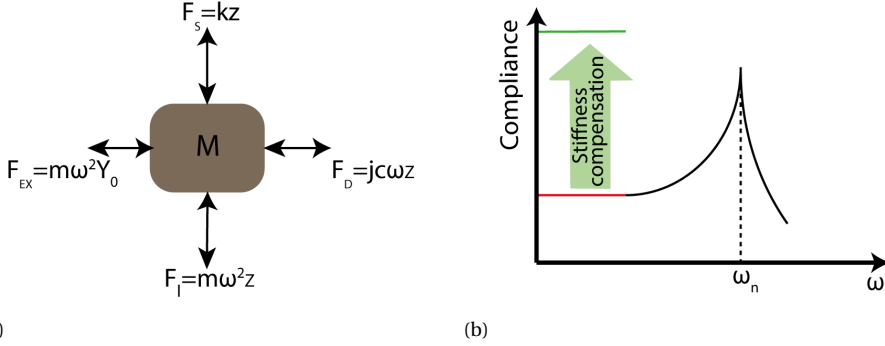 F_S=kz
M
F_EX=mω²Y_0
F_D=jcωz
F_I=mω²z
)
Compliance
Stiffness
compensation
ω_n
ω
(b)